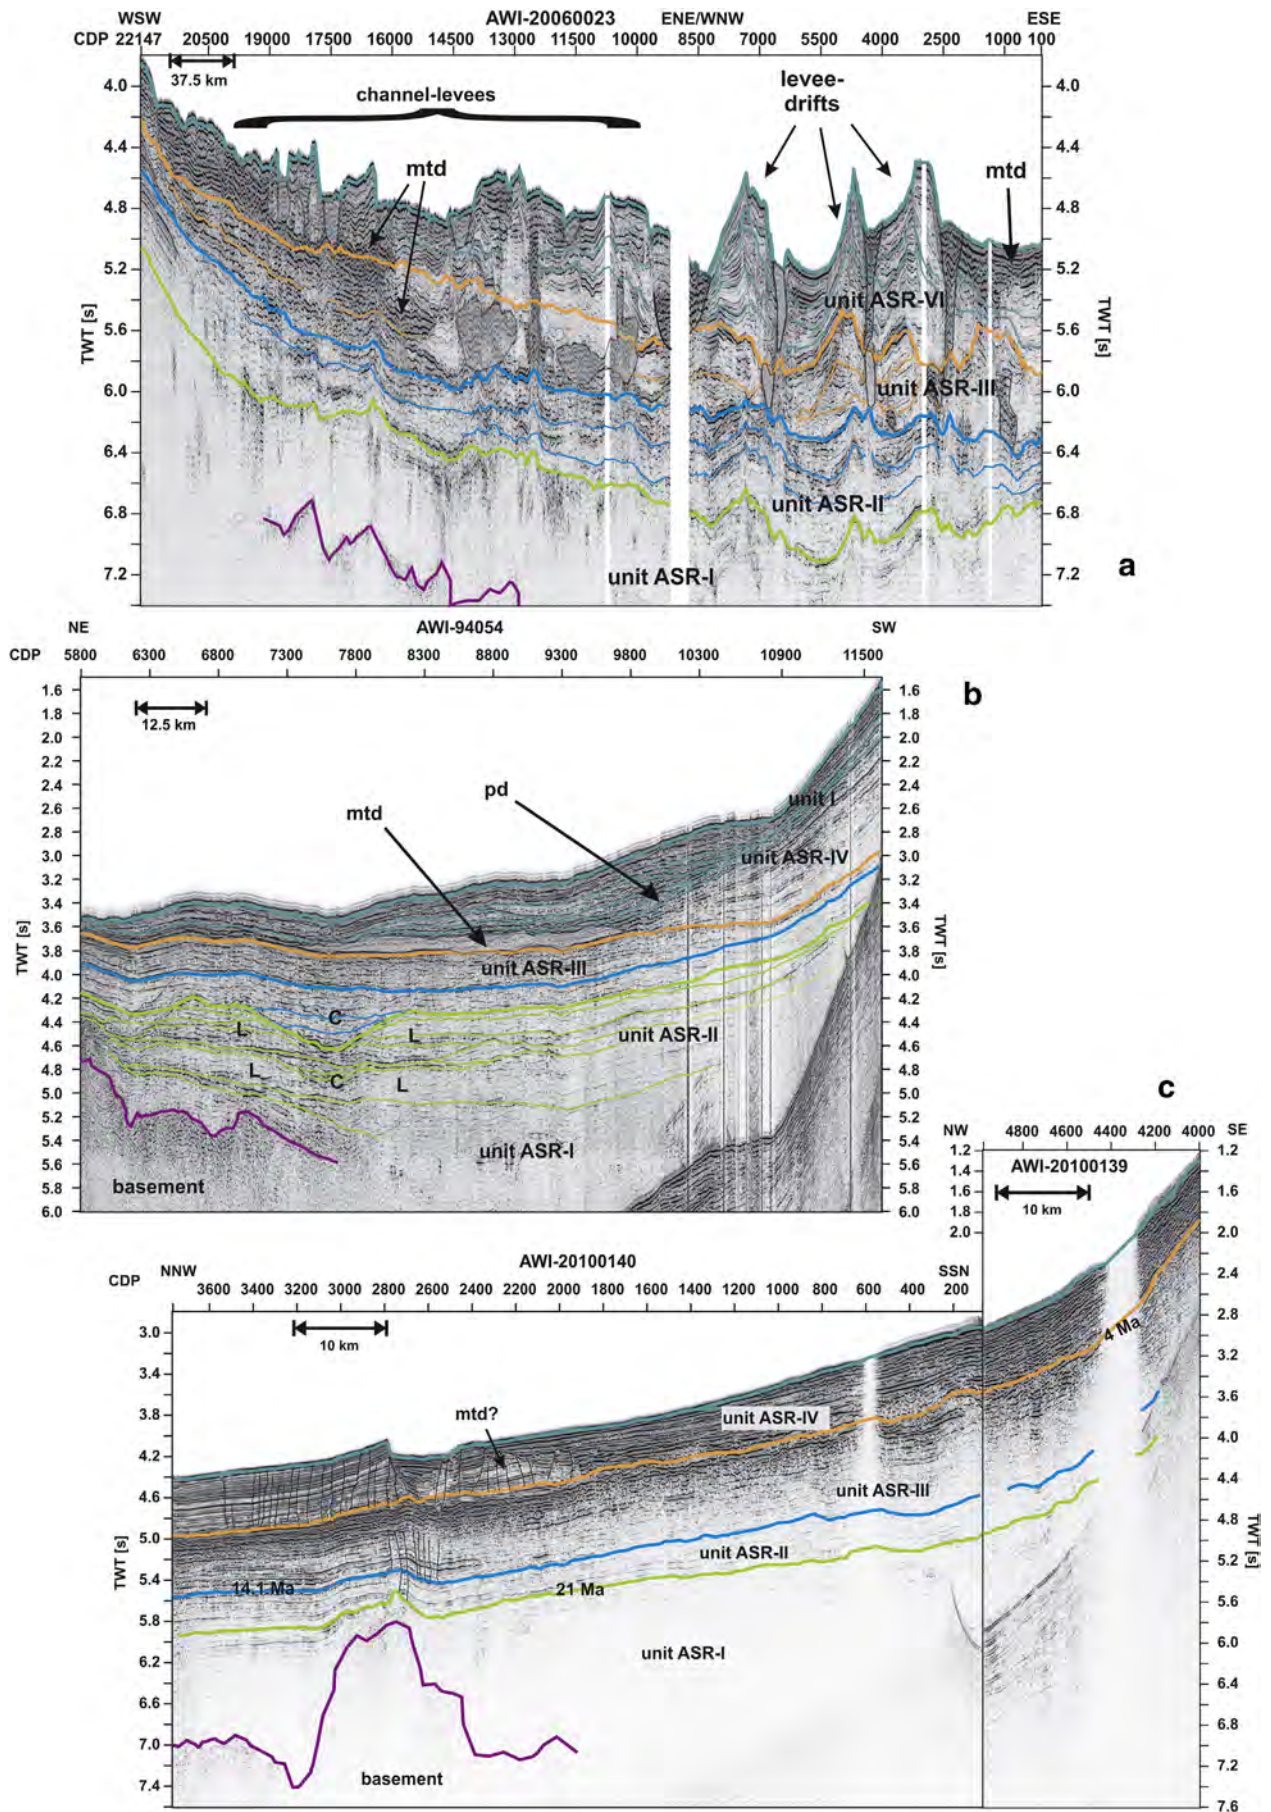 WSW AWI-20060023 ENE/WNW ESE
CDP 22147 20500 19000 17500 16000 14500 13000 11500 10000 8500 7000 5500 4000 2500 1000 100
37.5 km
channel-levees
levee-
drifts
mtd
mtd
unit ASR-VI
unit ASR-III
unit ASR-II
unit ASR-I
4.0
4.4
4.8
5.2
5.6
6.0
6.4
6.8
7.2
TWT [s]
4.0
4.4
4.8
5.2
5.6
6.0
6.4
6.8
7.2
TWT [s]
a
NE AWI-94054 SW
CDP 5800 6300 6800 7300 7800 8300 8800 9300 9800 10300 10900 11500
b
12.5 km
mtd
pd
unit I
unit ASR-IV
unit ASR-III
C
L L
unit ASR-II
L C L
unit ASR-I
basement
1.6
1.8
2.0
2.2
2.4
2.6
2.8
3.0
3.2
3.4
3.6
3.8
4.0
4.2
4.4
4.6
4.8
5.0
5.2
5.4
5.6
5.8
6.0
TWT [s]
1.6
1.8
2.0
2.2
2.4
2.6
2.8
3.0
3.2
3.4
3.6
3.8
4.0
4.2
4.4
4.6
4.8
5.0
5.2
5.4
5.6
5.8
6.0
TWT [s]
c
NW 4800 4600 4400 4200 4000 SE
AWI-20100139
10 km
4 Ma
1.2
1.4
1.6
1.8
2.0
1.2
1.6
2.0
2.4
2.8
3.2
3.6
4.0
4.4
4.8
5.2
5.6
6.0
6.4
6.8
7.2
7.6
TWT [s]
AWI-20100140
CDP NNW SSN
3600 3400 3200 3000 2800 2600 2400 2200 2000 1800 1600 1400 1200 1000 800 600 400 200
10 km
mtd?
unit ASR-IV
unit ASR-III
unit ASR-II
14.1 Ma 21 Ma
unit ASR-I
basement
3.0
3.4
3.8
4.2
4.6
5.0
5.4
5.8
6.2
6.6
7.0
7.4
TWT [s]